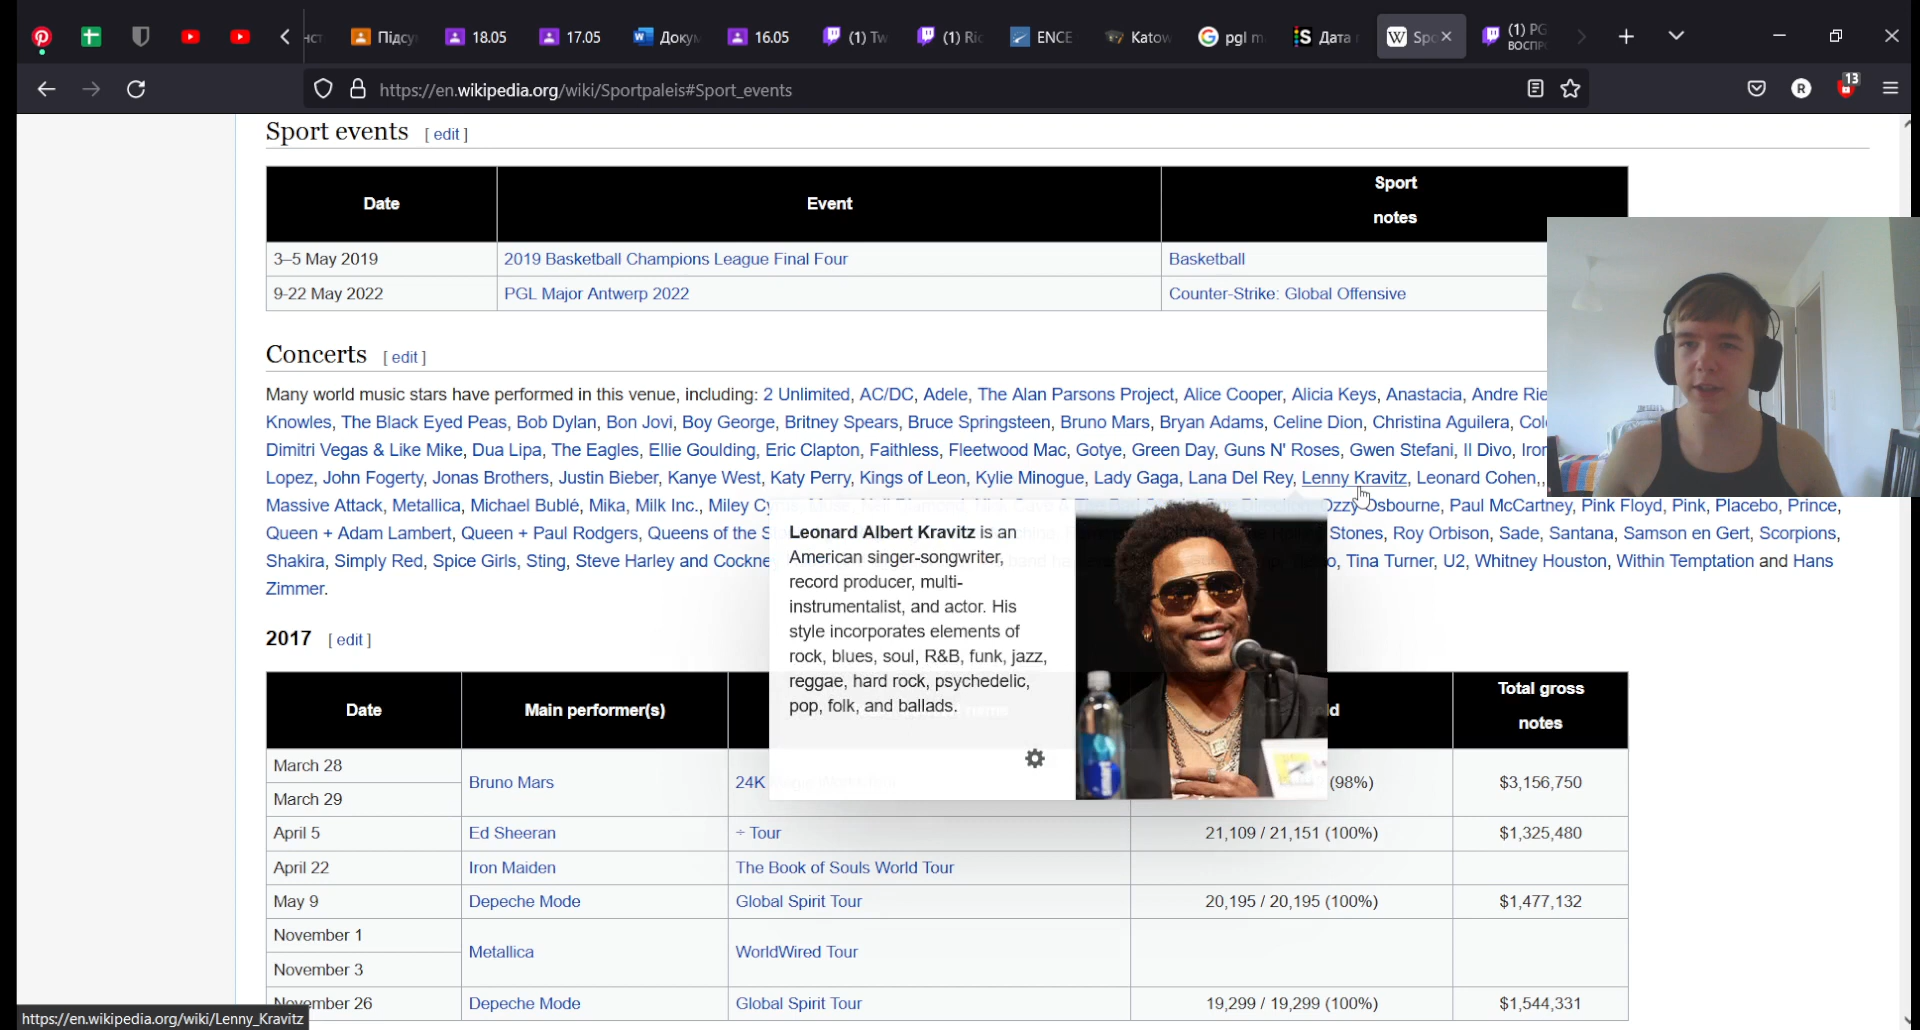 нст
Підсу
18.05
17.05
Докум
16.05
(1) Tw
(1) Ric
ENCE
Katow
pgl m
Дата
Spo
(1) PG
ВОСПР
https://en.wikipedia.org/wiki/Sportpaleis#Sport_events
R
13
Sport events [ edit ]
Date Event Sport
notes
3–5 May 2019 2019 Basketball Champions League Final Four Basketball
9-22 May 2022 PGL Major Antwerp 2022 Counter-Strike: Global Offensive
Concerts [ edit ]
Many world music stars have performed in this venue, including: 2 Unlimited, AC/DC, Adele, The Alan Parsons Project, Alice Cooper, Alicia Keys, Anastacia, Andre Rie
Knowles, The Black Eyed Peas, Bob Dylan, Bon Jovi, Boy George, Britney Spears, Bruce Springsteen, Bruno Mars, Bryan Adams, Celine Dion, Christina Aguilera, Col
Dimitri Vegas & Like Mike, Dua Lipa, The Eagles, Ellie Goulding, Eric Clapton, Faithless, Fleetwood Mac, Gotye, Green Day, Guns N' Roses, Gwen Stefani, Il Divo, Iron
Lopez, John Fogerty, Jonas Brothers, Justin Bieber, Kanye West, Katy Perry, Kings of Leon, Kylie Minogue, Lady Gaga, Lana Del Rey, Lenny Kravitz, Leonard Cohen,,
Massive Attack, Metallica, Michael Bublé, Mika, Milk Inc., Miley Cyrus, Ozzy Osbourne, Paul McCartney, Pink Floyd, Pink, Placebo, Prince,
Queen + Adam Lambert, Queen + Paul Rodgers, Queens of the S Stones, Roy Orbison, Sade, Santana, Samson en Gert, Scorpions,
Shakira, Simply Red, Spice Girls, Sting, Steve Harley and Cockne o, Tina Turner, U2, Whitney Houston, Within Temptation and Hans
Zimmer.
Leonard Albert Kravitz is an
American singer-songwriter,
record producer, multi-
instrumentalist, and actor. His
style incorporates elements of
rock, blues, soul, R&B, funk, jazz,
reggae, hard rock, psychedelic,
pop, folk, and ballads.
2017 [ edit ]
Date Main performer(s) ld Total gross
notes
March 28
March 29
Bruno Mars 24K (98%) $3,156,750
April 5 Ed Sheeran ÷ Tour 21,109 / 21,151 (100%) $1,325,480
April 22 Iron Maiden The Book of Souls World Tour
May 9 Depeche Mode Global Spirit Tour 20,195 / 20,195 (100%) $1,477,132
November 1
November 3
Metallica WorldWired Tour
November 26 Depeche Mode Global Spirit Tour 19,299 / 19,299 (100%) $1,544,331
https://en.wikipedia.org/wiki/Lenny_Kravitz